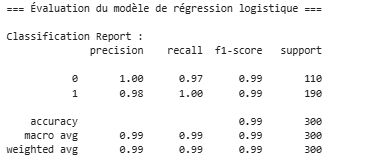 === Évaluation du modèle de régression logistique ===
Classification Report :
precision recall f1-score support
0 1.00 0.97 0.99 110
1 0.98 1.00 0.99 190
accuracy 0.99 300
macro avg 0.99 0.99 0.99 300
weighted avg 0.99 0.99 0.99 300